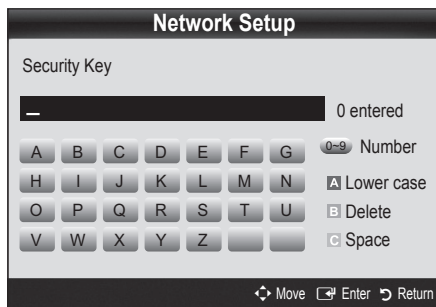 Network Setup
Security Key
_
0 entered
A B C D E F G 0~9 Number
H I J K L M N A Lower case
O P Q R S T U B Delete
V W X Y Z C Space
Move Enter Return